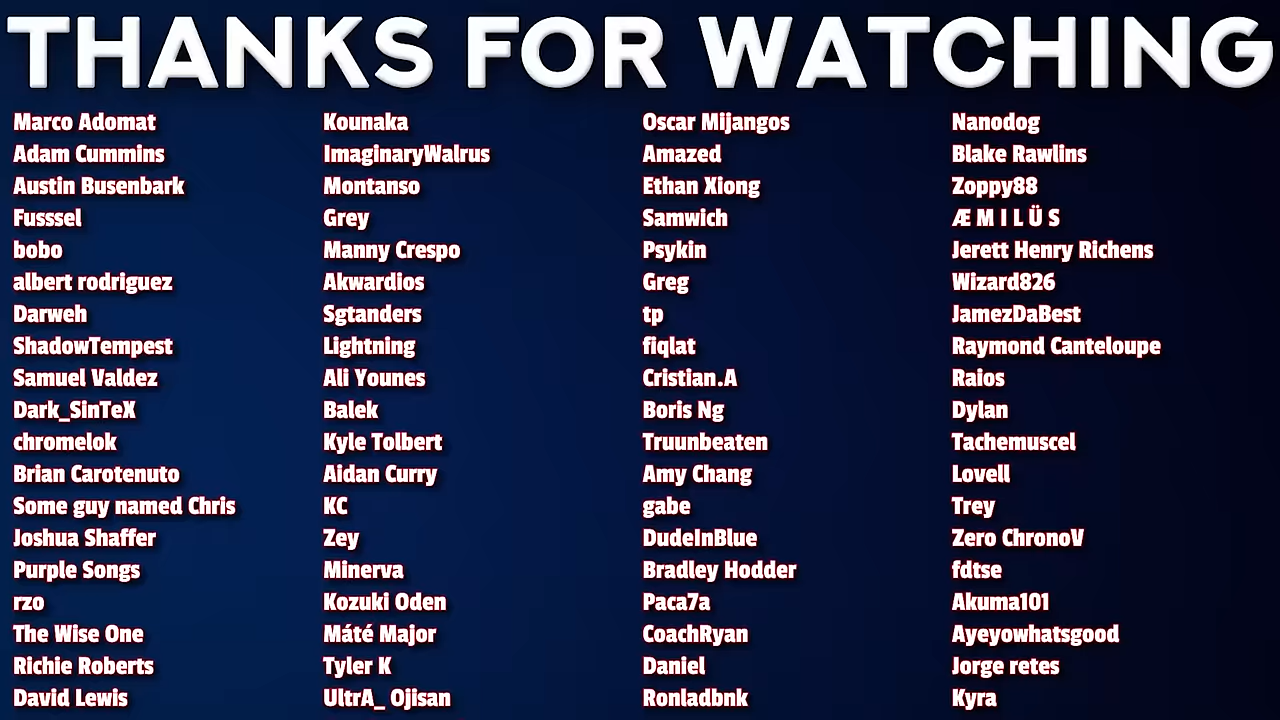 THANKS FOR WATCHING
Marco Adomat
Adam Cummins
Austin Busenbark
Fusssel
bobo
albert rodriguez
Darweh
ShadowTempest
Samuel Valdez
Dark_SinTeX
chromelok
Brian Carotenuto
Some guy named Chris
Joshua Shaffer
Purple Songs
rzo
The Wise One
Richie Roberts
David Lewis
Kounaka
ImaginaryWalrus
Montanso
Grey
Manny Crespo
Akwardios
Sgtanders
Lightning
Ali Younes
Balek
Kyle Tolbert
Aidan Curry
KC
Zey
Minerva
Kozuki Oden
Máté Major
Tyler K
UltrA_ Ojisan
Oscar Mijangos
Amazed
Ethan Xiong
Samwich
Psykin
Greg
tp
fiqlat
Cristian.A
Boris Ng
Truunbeaten
Amy Chang
gabe
DudeInBlue
Bradley Hodder
Paca7a
CoachRyan
Daniel
Ronladbnk
Nanodog
Blake Rawlins
Zoppy88
Æ M I L Ü S
Jerett Henry Richens
Wizard826
JamezDaBest
Raymond Canteloupe
Raios
Dylan
Tachemuscel
Lovell
Trey
Zero ChronoV
fdtse
Akuma101
Ayeyowhatsgood
Jorge retes
Kyra